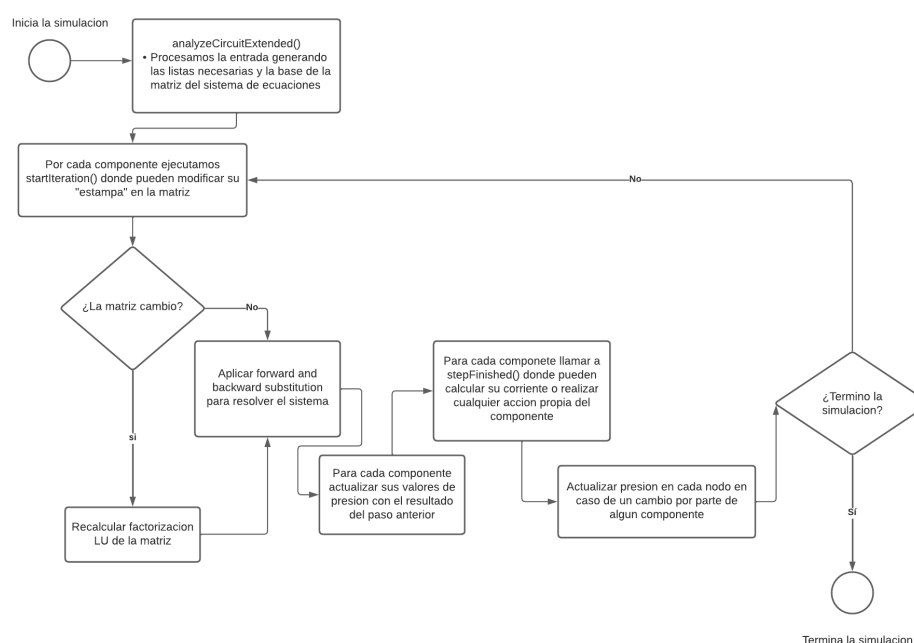 Inicia la simulacion
analyzeCircuitExtended()
• Procesamos la entrada generando
las listas necesarias y la base de la
matriz del sistema de ecuaciones
Por cada componente ejecutamos
startIteration() donde pueden modificar su
"estampa" en la matriz
No
¿La matriz cambio?
No
Aplicar forward and
backward substitution
para resolver el sistema
Para cada componete llamar a
stepFinished() donde pueden
calcular su corriente o realizar
cualquier accion propia del
componente
¿Termino la
simulacion?
sí
Para cada componente
actualizar sus valores de
presion con el resultado
del paso anterior
Actualizar presion en cada nodo en
caso de un cambio por parte de
algun componente
Recalcular factorizacion
LU de la matriz
Sí
Termina la simulacion